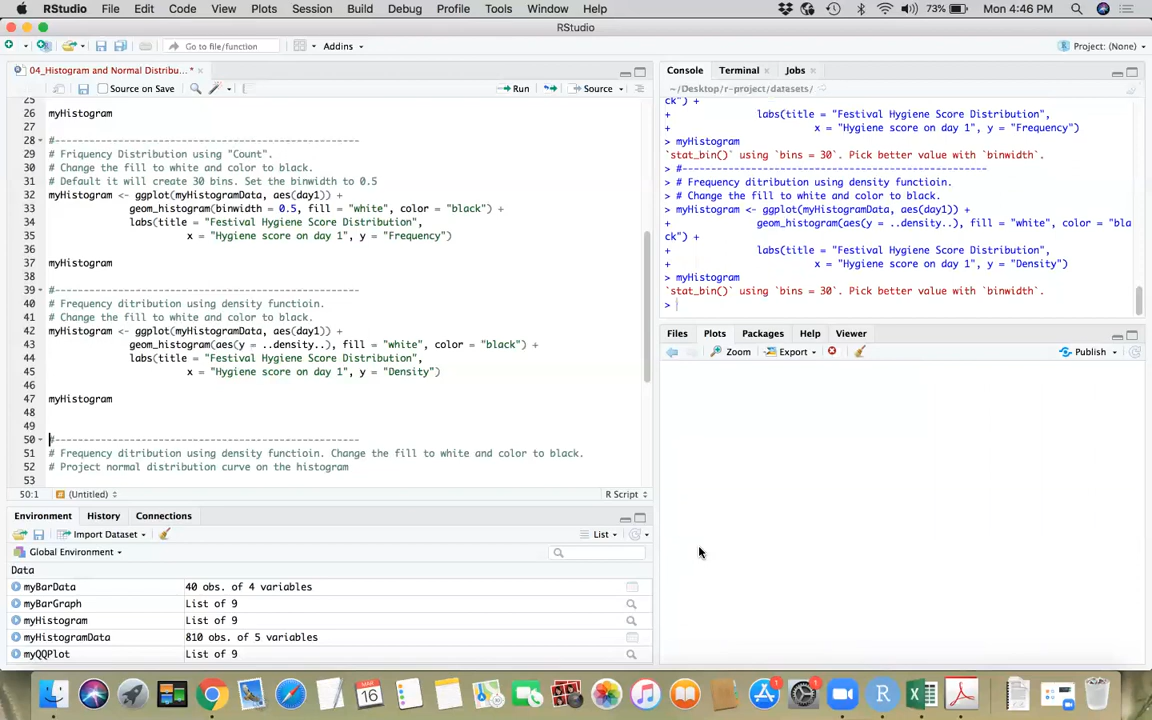 RStudio File Edit Code View Plots Session Build Debug Profile Tools Window Help 73% Mon 4:46 PM
RStudio
Go to file/function Addins Project: (None)
04_Histogram and Normal Distribu... *
Source on Save Run Source
25
26 myHistogram
27
28 #-----------------------------------------------------
29 # Friquency Distribution using "Count".
30 # Change the fill to white and color to black.
31 # Default it will create 30 bins. Set the binwidth to 0.5
32 myHistogram <- ggplot(myHistogramData, aes(day1)) +
33 geom_histogram(binwidth = 0.5, fill = "white", color = "black") +
34 labs(title = "Festival Hygiene Score Distribution",
35 x = "Hygiene score on day 1", y = "Frequency")
36
37 myHistogram
38
39 #-----------------------------------------------------
40 # Frequency ditribution using density functioin.
41 # Change the fill to white and color to black.
42 myHistogram <- ggplot(myHistogramData, aes(day1)) +
43 geom_histogram(aes(y = ..density..), fill = "white", color = "black") +
44 labs(title = "Festival Hygiene Score Distribution",
45 x = "Hygiene score on day 1", y = "Density")
46
47 myHistogram
48
49
50 #-----------------------------------------------------
51 # Frequency ditribution using density functioin. Change the fill to white and color to black.
52 # Project normal distribution curve on the histogram
53
50:1 (Untitled) R Script
Environment History Connections
Import Dataset List
Global Environment
Data
myBarData 40 obs. of 4 variables
myBarGraph List of 9
myHistogram List of 9
myHistogramData 810 obs. of 5 variables
myQQPlot List of 9
Console Terminal Jobs
~/Desktop/r-project/datasets/
ck") +
+ labs(title = "Festival Hygiene Score Distribution",
+ x = "Hygiene score on day 1", y = "Frequency")
> myHistogram
`stat_bin()` using `bins = 30`. Pick better value with `binwidth`.
> #-----------------------------------------------------
> # Frequency ditribution using density functioin.
> # Change the fill to white and color to black.
> myHistogram <- ggplot(myHistogramData, aes(day1)) +
+ geom_histogram(aes(y = ..density..), fill = "white", color = "bla
ck") +
+ labs(title = "Festival Hygiene Score Distribution",
+ x = "Hygiene score on day 1", y = "Density")
> myHistogram
`stat_bin()` using `bins = 30`. Pick better value with `binwidth`.
>
Files Plots Packages Help Viewer
Zoom Export Publish
MAR
16